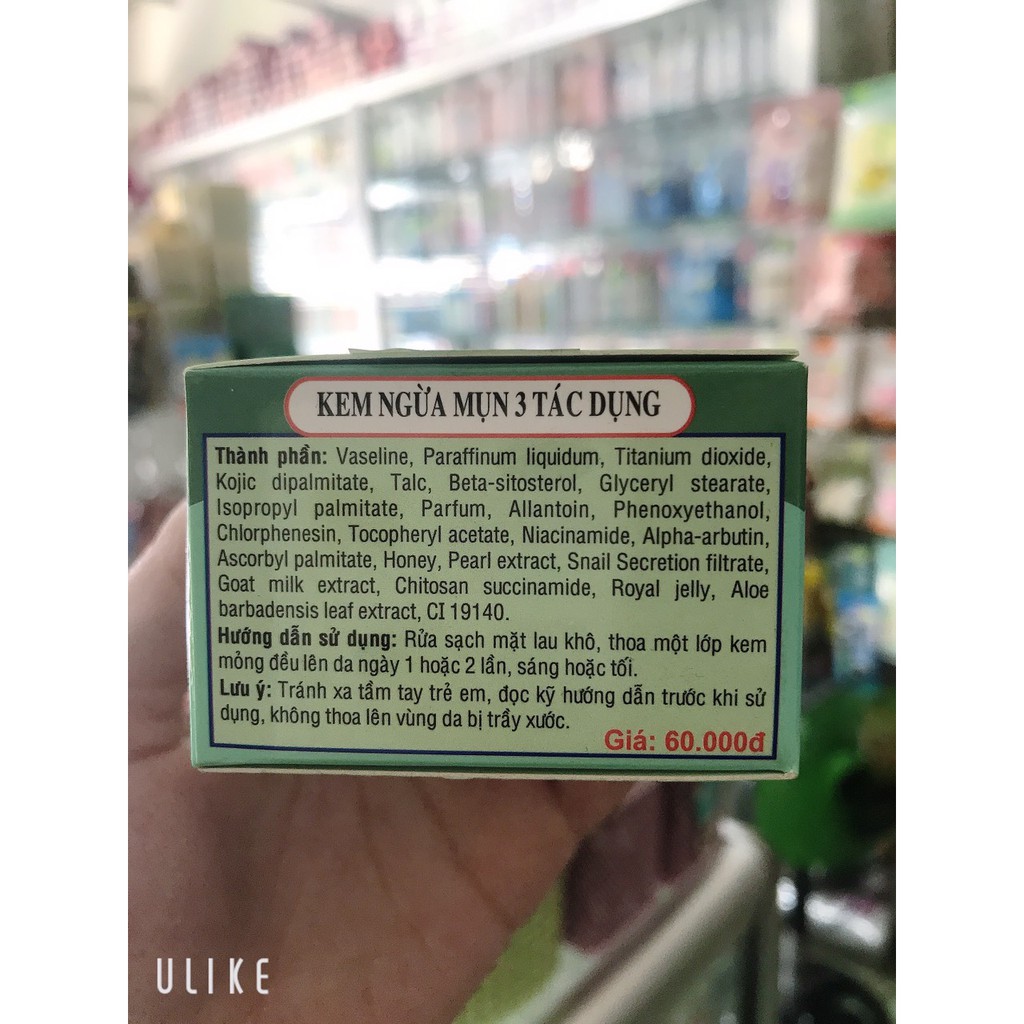 KEM NGỪA MỤN 3 TÁC DỤNG
Thành phần: Vaseline, Paraffinum liquidum, Titanium dioxide,
Kojic dipalmitate, Talc, Beta-sitosterol, Glyceryl stearate,
Isopropyl palmitate, Parfum, Allantoin, Phenoxyethanol,
Chlorphenesin, Tocopheryl acetate, Niacinamide, Alpha-arbutin,
Ascorbyl palmitate, Honey, Pearl extract, Snail Secretion filtrate,
Goat milk extract, Chitosan succinamide, Royal jelly, Aloe
barbadensis leaf extract, CI 19140.
Hướng dẫn sử dụng: Rửa sạch mặt lau khô, thoa một lớp kem
mỏng đều lên da ngày 1 hoặc 2 lần, sáng hoặc tối.
Lưu ý: Tránh xa tầm tay trẻ em, đọc kỹ hướng dẫn trước khi sử
dụng, không thoa lên vùng da bị trầy xước.
Giá: 60.000đ
ULIKE